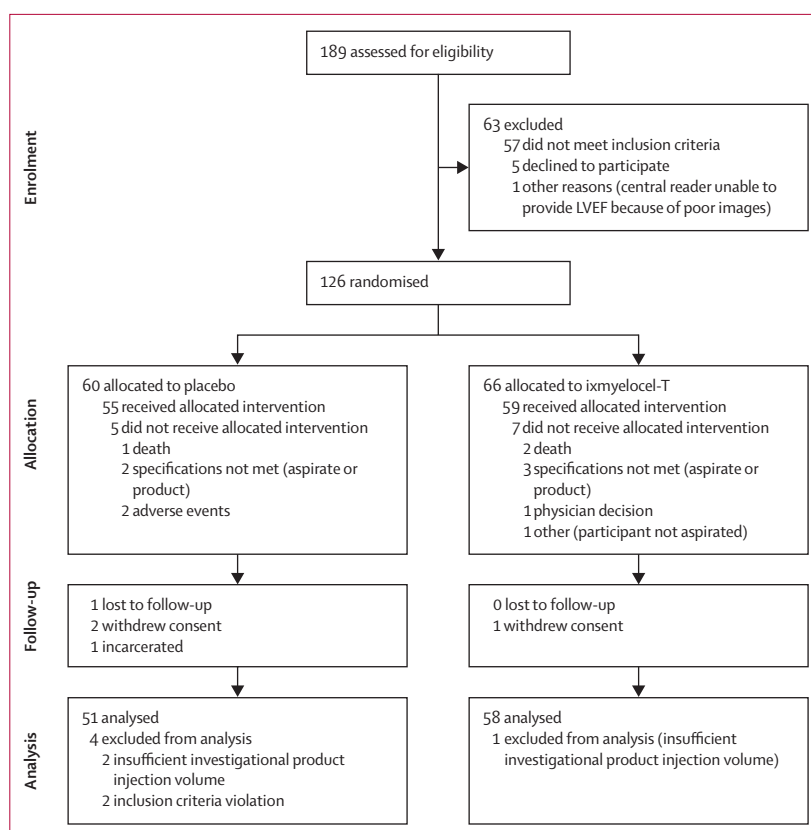 189 assessed for eligibility
Enrolment
63 excluded
57 did not meet inclusion criteria
5 declined to participate
1 other reasons (central reader unable to
provide LVEF because of poor images)
126 randomised
Allocation
60 allocated to placebo
55 received allocated intervention
5 did not receive allocated intervention
1 death
2 specifications not met (aspirate or
product)
2 adverse events
66 allocated to ixmyelocel-T
59 received allocated intervention
7 did not receive allocated intervention
2 death
3 specifications not met (aspirate or
product)
1 physician decision
1 other (participant not aspirated)
Follow-up
1 lost to follow-up
2 withdrew consent
1 incarcerated
0 lost to follow-up
1 withdrew consent
Analysis
51 analysed
4 excluded from analysis
2 insufficient investigational product
injection volume
2 inclusion criteria violation
58 analysed
1 excluded from analysis (insufficient
investigational product injection volume)